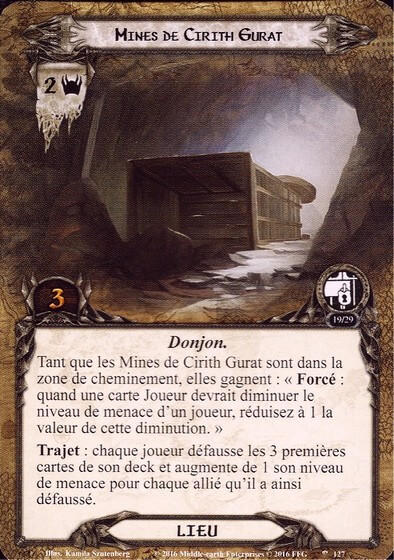 MINES DE CIRITH GURAT
2
3
19/29
Donjon.
Tant que les Mines de Cirith Gurat sont dans la
zone de cheminement, elles gagnent : « Forcé :
quand une carte Joueur devrait diminuer le
niveau de menace d'un joueur, réduisez à 1 la
valeur de cette diminution. »
Trajet : chaque joueur défausse les 3 premières
cartes de son deck et augmente de 1 son niveau
de menace pour chaque allié qu'il a ainsi
défaussé.
LIEU
Illus. Kamila Szutenberg © 2016 Middle-earth Enterprises © 2016 FFG 127